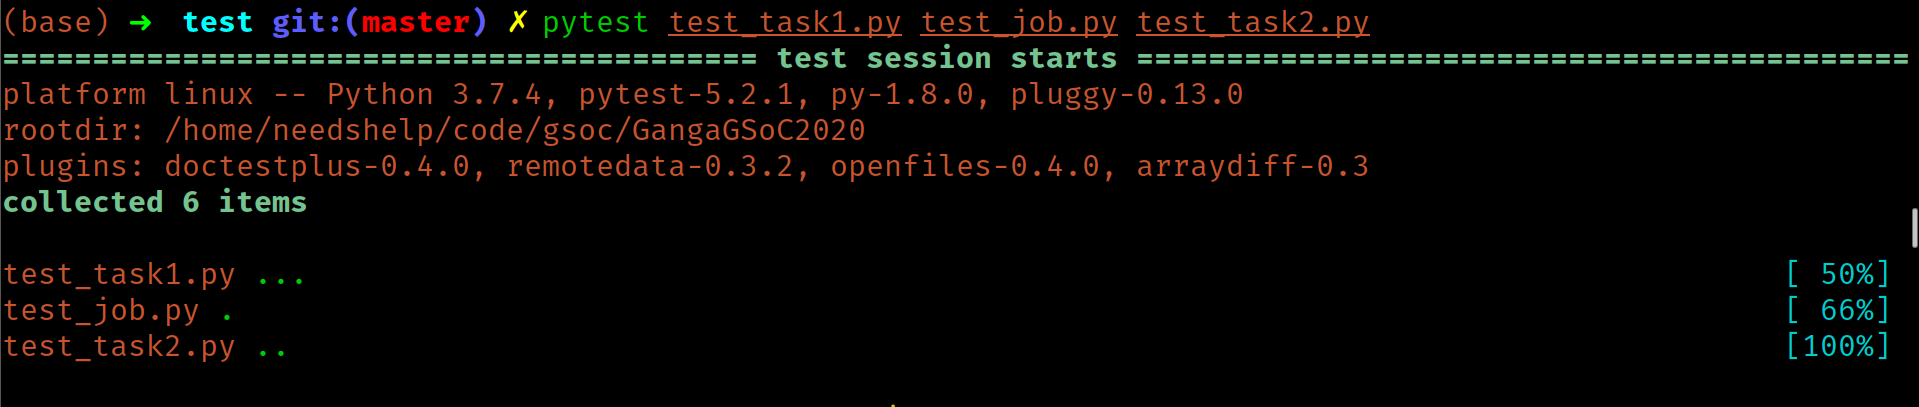 (base) ➜ test git:(master) ✗ pytest test_task1.py test_job.py test_task2.py
========================================== test session starts ===========================================
platform linux -- Python 3.7.4, pytest-5.2.1, py-1.8.0, pluggy-0.13.0
rootdir: /home/needshelp/code/gsoc/GangaGSoC2020
plugins: doctestplus-0.4.0, remotedata-0.3.2, openfiles-0.4.0, arraydiff-0.3
collected 6 items
test_task1.py ... [ 50%]
test_job.py . [ 66%]
test_task2.py .. [100%]